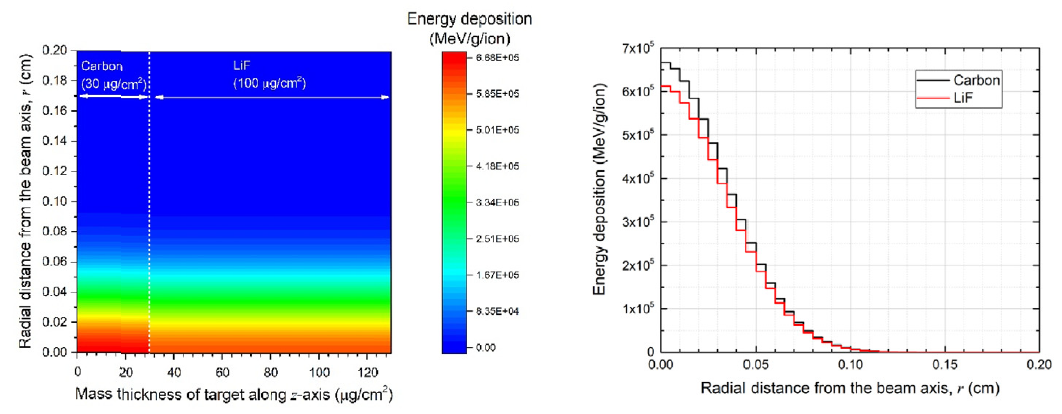 Energy deposition
(MeV/g/ion)
0.20
0.18
0.16
0.14
0.12
0.10
0.08
0.06
0.04
0.02
0.00
Radial distance from the beam axis, r (cm)
Carbon
(30 μg/cm²)
LiF
(100 μg/cm²)
0 20 40 60 80 100 120
Mass thickness of target along z-axis (μg/cm²)
6.68E+05
5.85E+05
5.01E+05
4.18E+05
3.34E+05
2.51E+05
1.67E+05
8.35E+04
0.00
7x10⁵
6x10⁵
5x10⁵
4x10⁵
3x10⁵
2x10⁵
1x10⁵
0
Energy deposition (MeV/g/ion)
Carbon
LiF
0.00 0.05 0.10 0.15 0.20
Radial distance from the beam axis, r (cm)